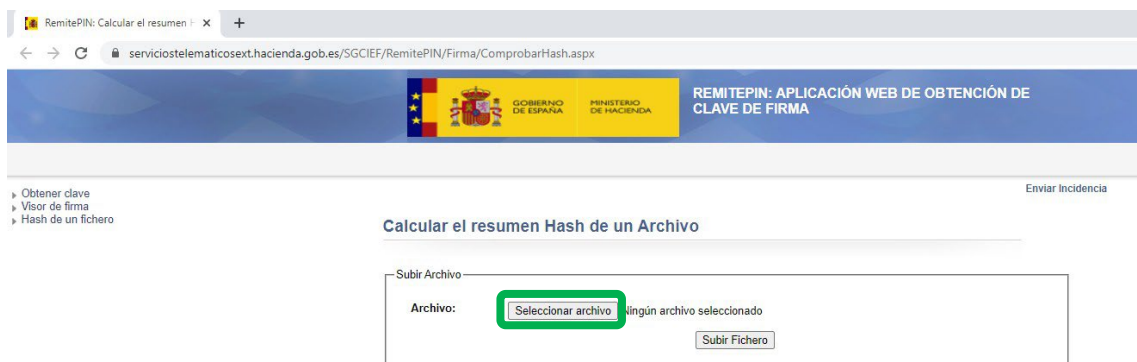 RemitePIN: Calcular el resumen H
serviciostelematicosext.hacienda.gob.es/SGCIEF/RemitePIN/Firma/ComprobarHash.aspx
GOBIERNO
DE ESPAÑA
MINISTERIO
DE HACIENDA
REMITEPIN: APLICACIÓN WEB DE OBTENCIÓN DE
CLAVE DE FIRMA
Enviar Incidencia
Obtener clave
Visor de firma
Hash de un fichero
Calcular el resumen Hash de un Archivo
Subir Archivo
Archivo: Seleccionar archivo Ningún archivo seleccionado
Subir Fichero